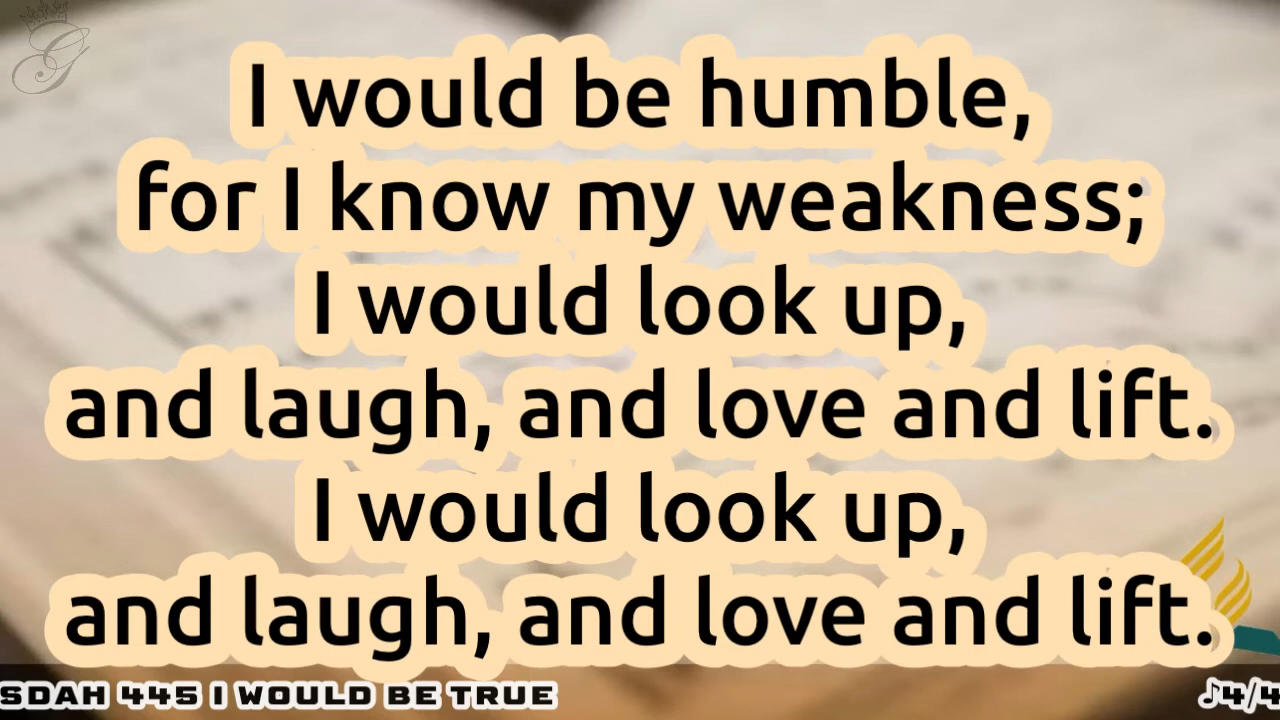 G
I would be humble,
for I know my weakness;
I would look up,
and laugh, and love and lift.
I would look up,
and laugh, and love and lift.
SDAH 445 I WOULD BE TRUE
♪4/4